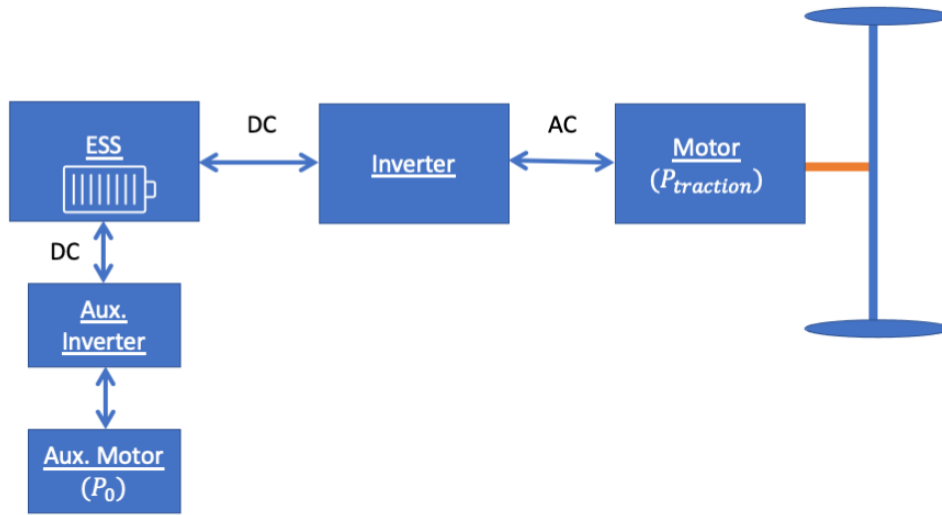 ESS
DC
Inverter
AC
Motor
(P_traction)
DC
Aux.
Inverter
Aux. Motor
(P_0)